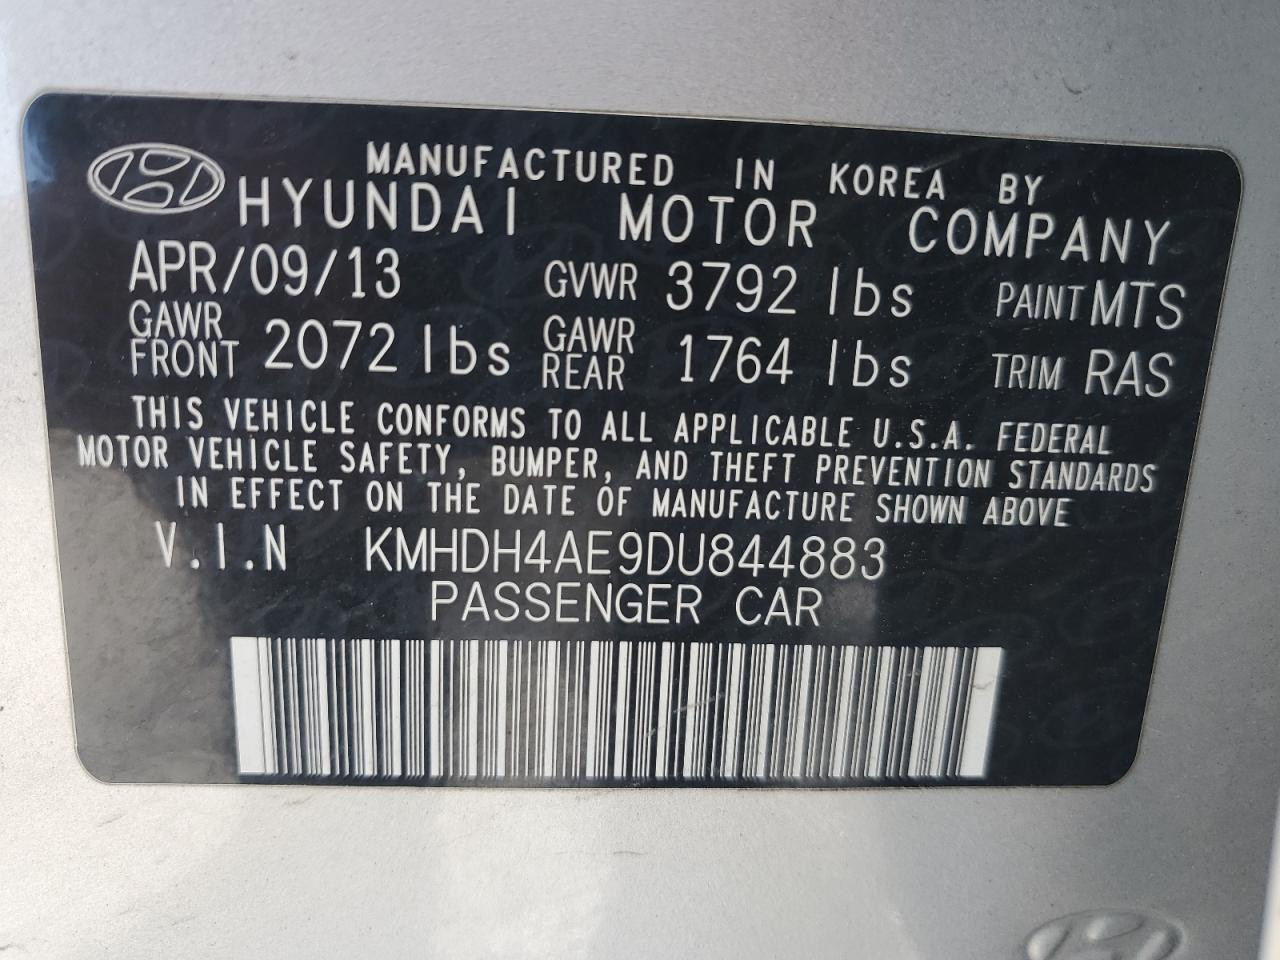 MANUFACTURED IN KOREA BY
HYUNDAI MOTOR COMPANY
APR/09/13 GVWR 3792 lbs PAINT MTS
GAWR FRONT 2072 lbs GAWR REAR 1764 lbs TRIM RAS
THIS VEHICLE CONFORMS TO ALL APPLICABLE U.S.A. FEDERAL
MOTOR VEHICLE SAFETY, BUMPER, AND THEFT PREVENTION STANDARDS
IN EFFECT ON THE DATE OF MANUFACTURE SHOWN ABOVE
V.I.N KMHDH4AE9DU844883
PASSENGER CAR